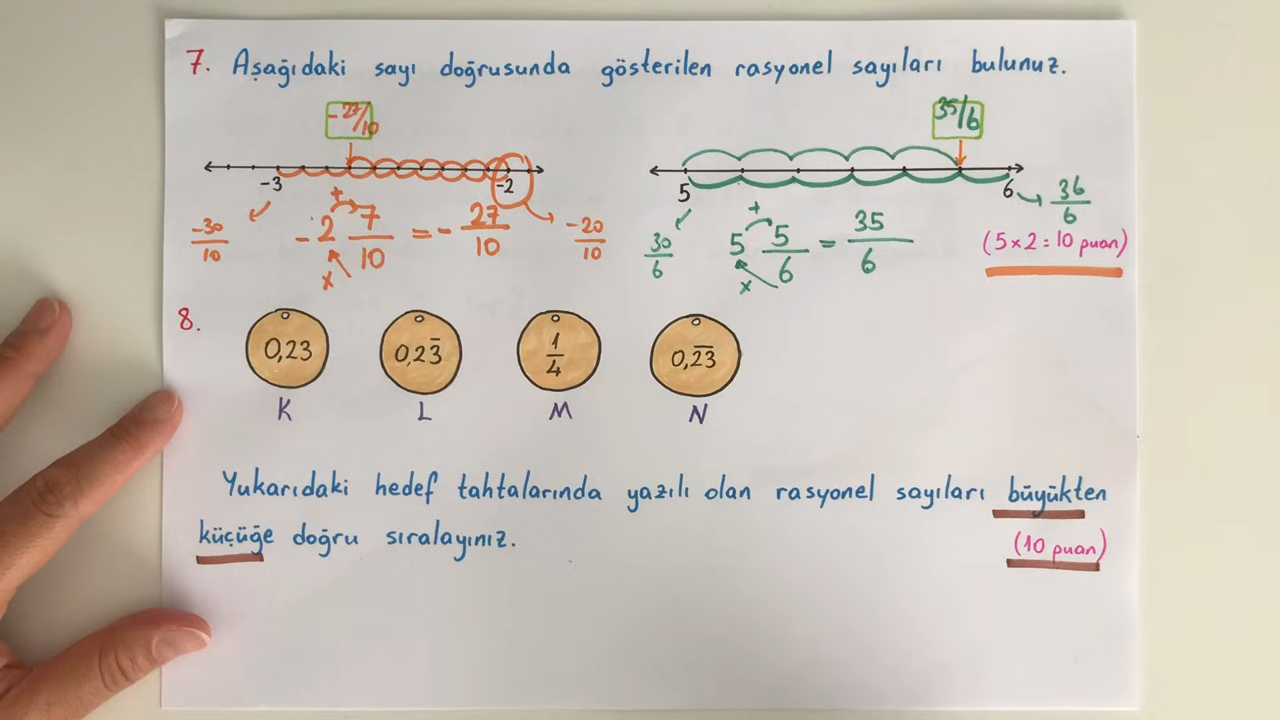 7. Aşağıdaki sayı doğrusunda gösterilen rasyonel sayıları bulunuz.
-27/10 35/6
-3 -2 5 6
-30/10 -2 7/10 = -27/10 -20/10 30/6 5 5/6 = 35/6 36/6
+ x + x
(5x2=10 puan)
8.
0,23 0,23̅ 1/4 0,2̅3̅
K L M N
Yukarıdaki hedef tahtalarında yazılı olan rasyonel sayıları büyükten
küçüğe doğru sıralayınız.
(10 puan)